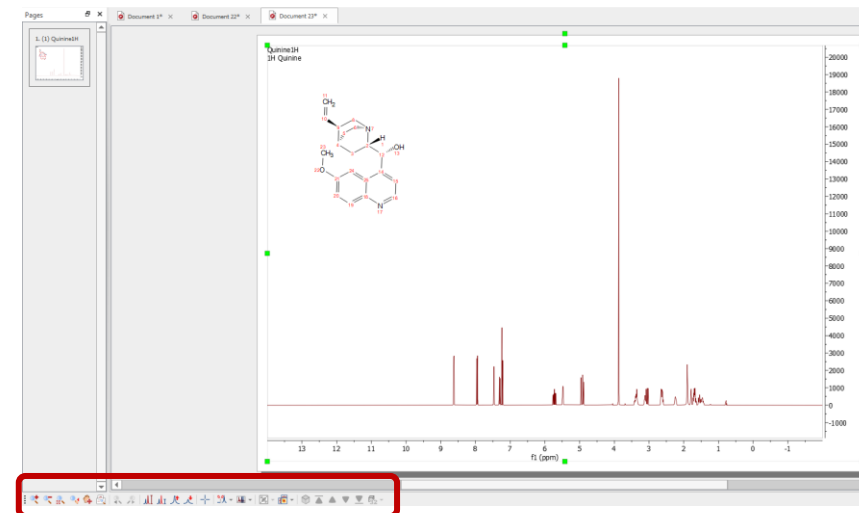 Pages
Document 1*
Document 22*
Document 23*
1. (1) Quinine1H
Quinine1H
1H Quinine
CH2
N
H
OH
CH3
O
N
20000
19000
18000
17000
16000
15000
14000
13000
12000
11000
10000
9000
8000
7000
6000
5000
4000
3000
2000
1000
0
-1000
13 12 11 10 9 8 7 6 5 4 3 2 1 0 -1
f1 (ppm)